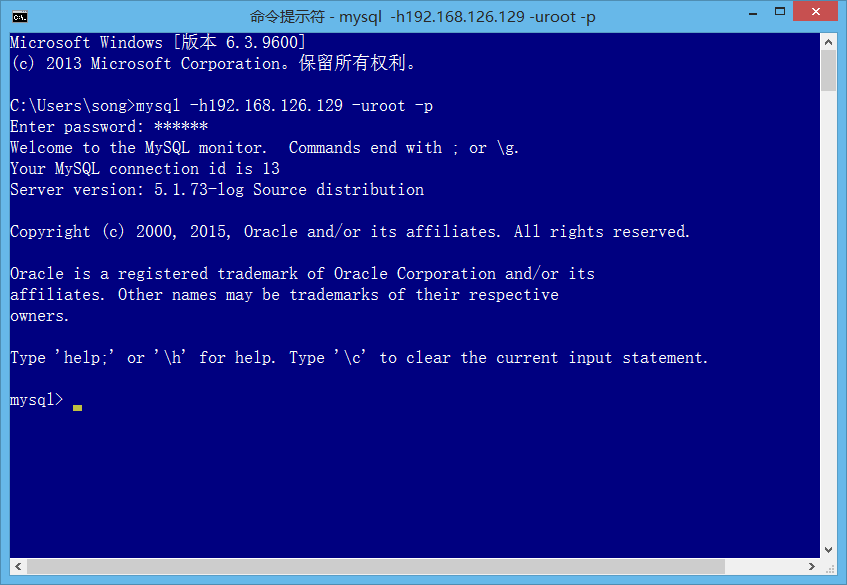 命令提示符 - mysql -h192.168.126.129 -uroot -p
Microsoft Windows [版本 6.3.9600]
(c) 2013 Microsoft Corporation。保留所有权利。
C:\Users\song>mysql -h192.168.126.129 -uroot -p
Enter password: ******
Welcome to the MySQL monitor.  Commands end with ; or \g.
Your MySQL connection id is 13
Server version: 5.1.73-log Source distribution
Copyright (c) 2000, 2015, Oracle and/or its affiliates. All rights reserved.
Oracle is a registered trademark of Oracle Corporation and/or its
affiliates. Other names may be trademarks of their respective
owners.
Type 'help;' or '\h' for help. Type '\c' to clear the current input statement.
mysql>